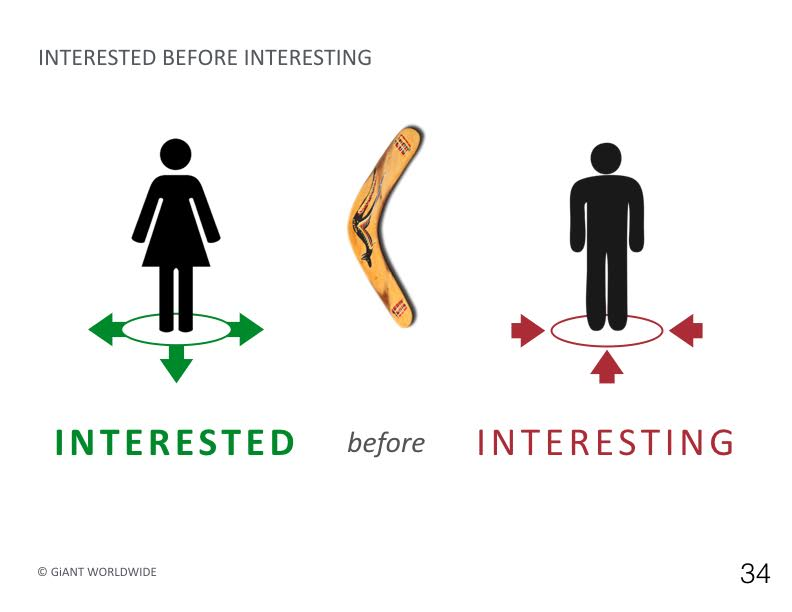 INTERESTED BEFORE INTERESTING
INTERESTED before INTERESTING
© GiANT WORLDWIDE
34